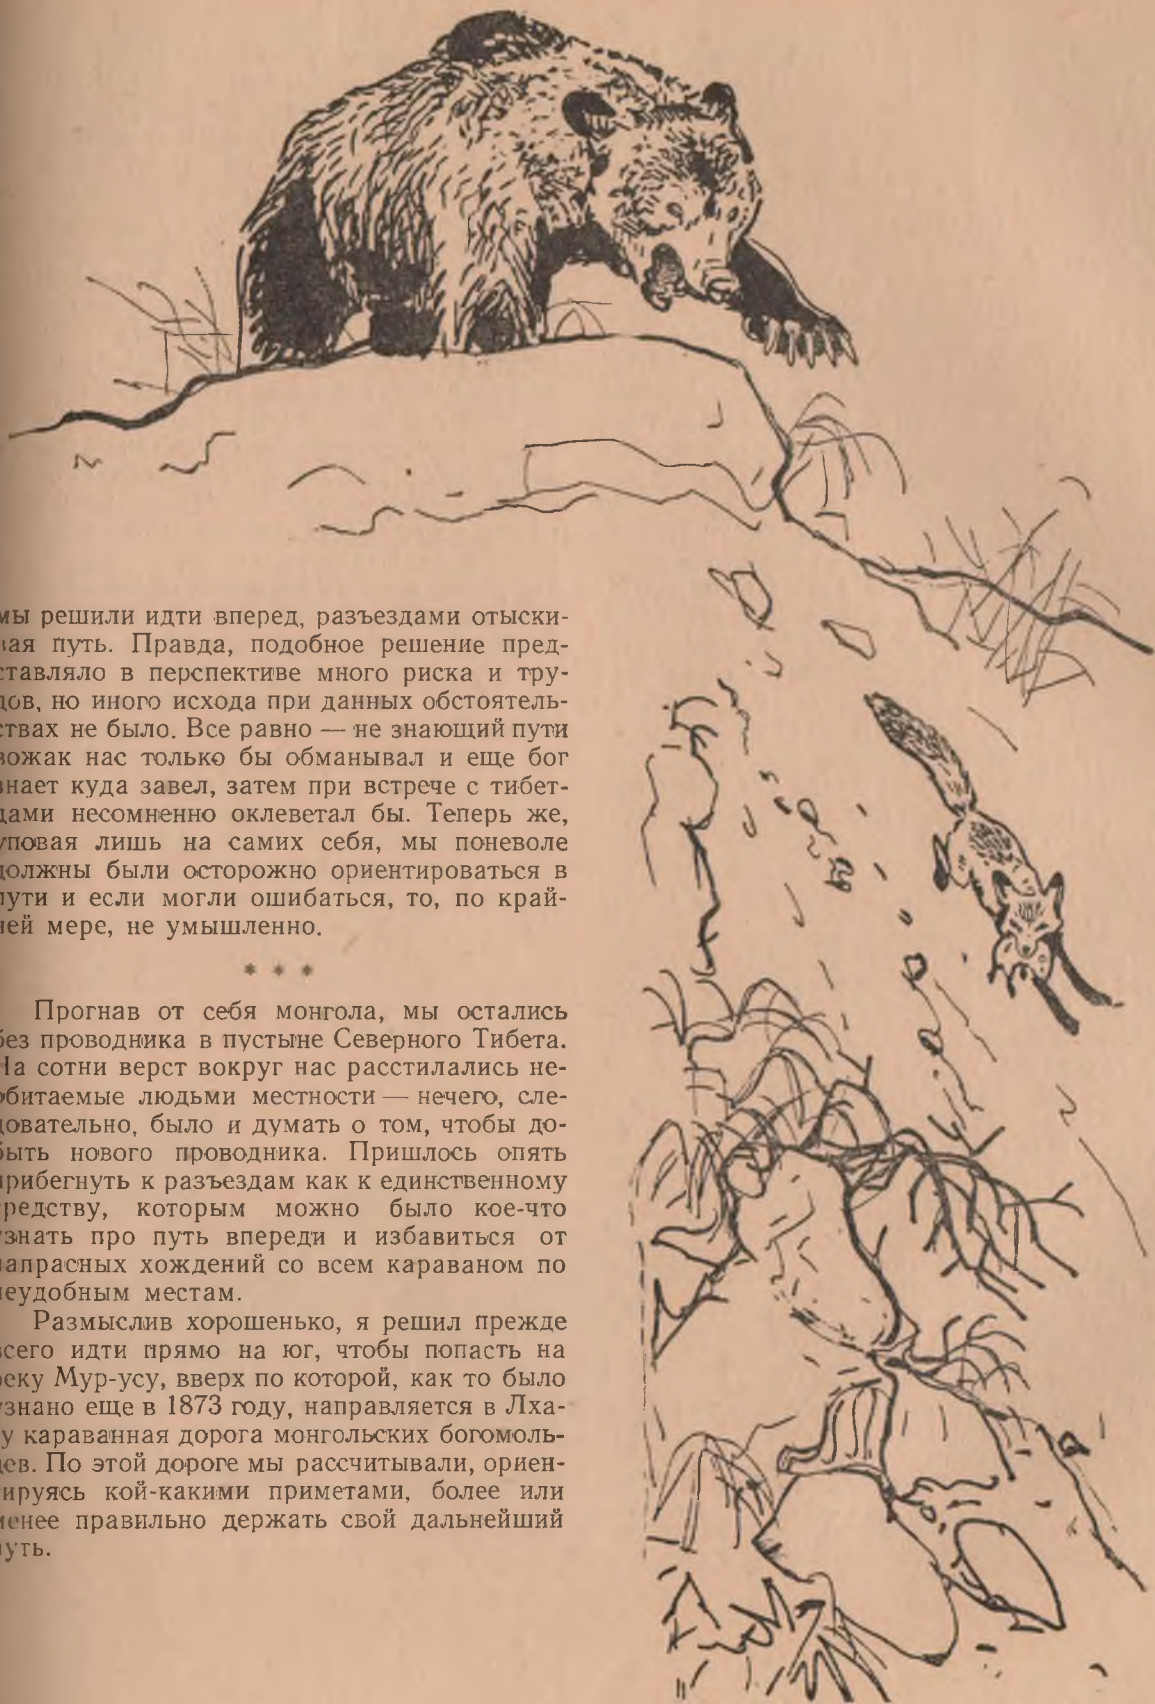 мы решили идти вперед, разъездами отыски-
вая путь. Правда, подобное решение пред-
ставляло в перспективе много риска и тру-
дов, но иного исхода при данных обстоятель-
ствах не было. Все равно — не знающий пути
вожак нас только бы обманывал и еще бог
знает куда завел, затем при встрече с тибет-
цами несомненно оклеветал бы. Теперь же,
уповая лишь на самих себя, мы поневоле
должны были осторожно ориентироваться в
пути и если могли ошибаться, то, по край-
ней мере, не умышленно.
* * *
Прогнав от себя монгола, мы остались
без проводника в пустыне Северного Тибета.
На сотни верст вокруг нас расстилались не-
обитаемые людьми местности — нечего, сле-
довательно, было и думать о том, чтобы до-
быть нового проводника. Пришлось опять
прибегнуть к разъездам как к единственному
средству, которым можно было кое-что
узнать про путь впереди и избавиться от
напрасных хождений со всем караваном по
неудобным местам.
Размыслив хорошенько, я решил прежде
всего идти прямо на юг, чтобы попасть на
реку Мур-усу, вверх по которой, как то было
узнано еще в 1873 году, направляется в Лха-
су караванная дорога монгольских богомоль-
цев. По этой дороге мы рассчитывали, ориен-
тируясь кой-какими приметами, более или
менее правильно держать свой дальнейший
путь.